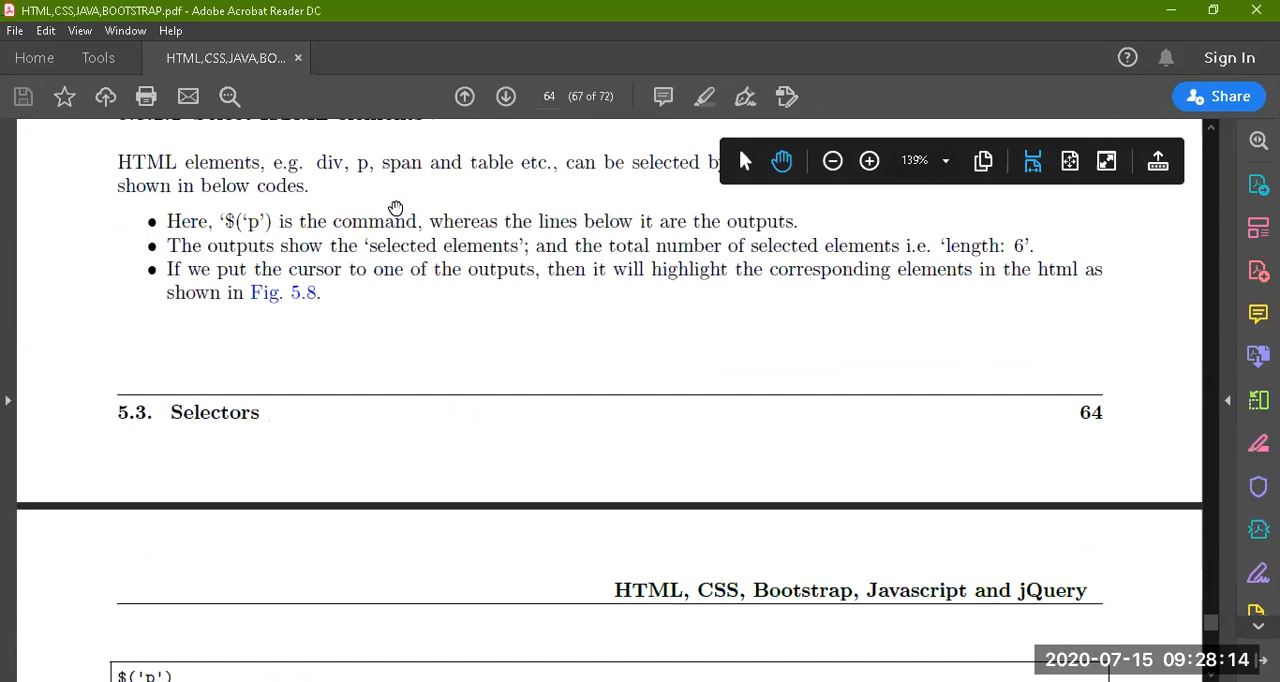 HTML,CSS,JAVA,BOOTSTRAP.pdf - Adobe Acrobat Reader DC
File Edit View Window Help
Home Tools HTML,CSS,JAVA,BO... × Sign In
64 (67 of 72) Share
139%
HTML elements, e.g. div, p, span and table etc., can be selected
shown in below codes.
• Here, ‘$(‘p’) is the command, whereas the lines below it are the outputs.
• The outputs show the ‘selected elements’; and the total number of selected elements i.e. ‘length: 6’.
• If we put the cursor to one of the outputs, then it will highlight the corresponding elements in the html as
shown in Fig. 5.8.
5.3. Selectors 64
HTML, CSS, Bootstrap, Javascript and jQuery
2020-07-15 09:28:14
$('p')